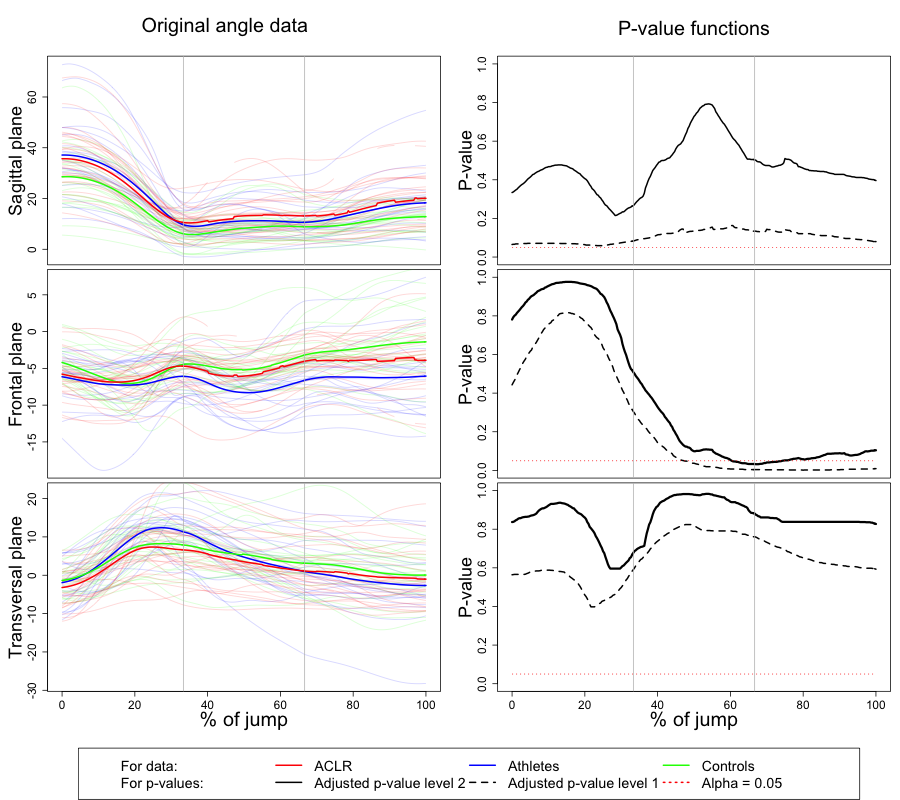 Original angle data
P-value functions
Sagittal plane
0 20 40 60
P-value
0.0 0.2 0.4 0.6 0.8 1.0
Frontal plane
-15 -10 -5 0 5
P-value
0.0 0.2 0.4 0.6 0.8 1.0
Transversal plane
-30 -20 10 0 10 20
P-value
0.0 0.2 0.4 0.6 0.8 1.0
0 20 40 60 80 100
% of jump
0 20 40 60 80 100
% of jump
For data: ACLR Athletes Controls
For p-values: Adjusted p-value level 2 Adjusted p-value level 1 Alpha = 0.05